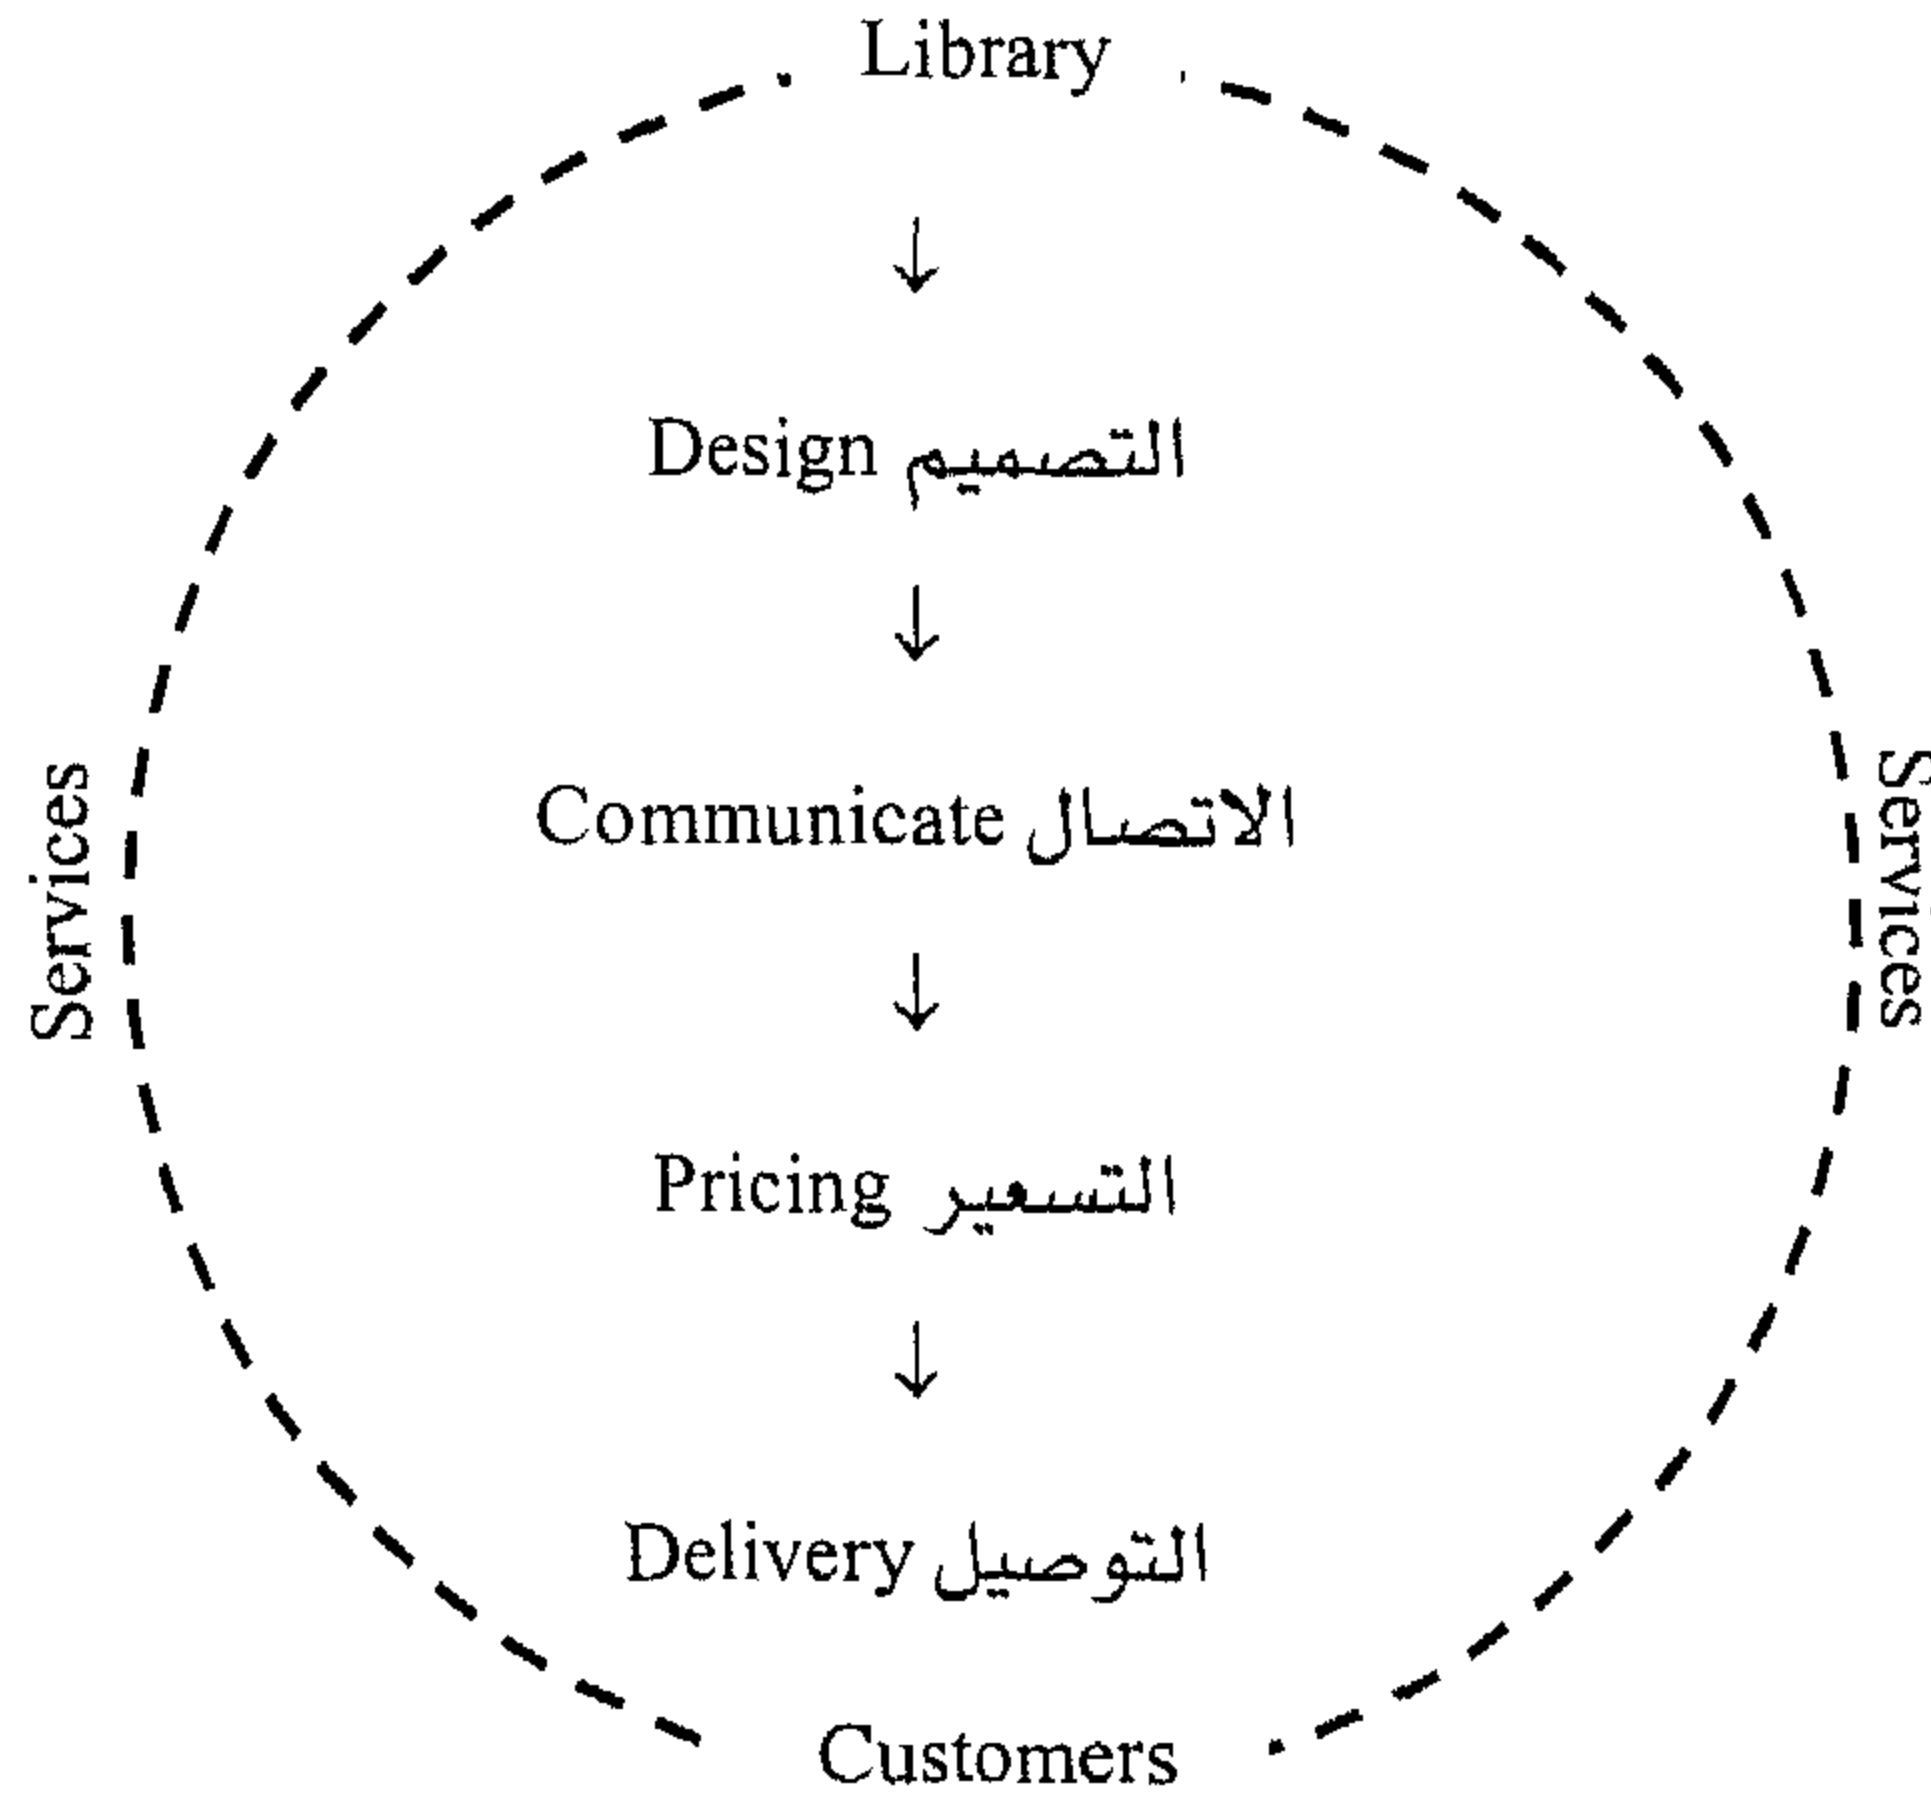 Library
↓
Design التصميم
↓
Services
Communicate الاتصال
Services
↓
Pricing التسعير
↓
Delivery التوصيل
Customers